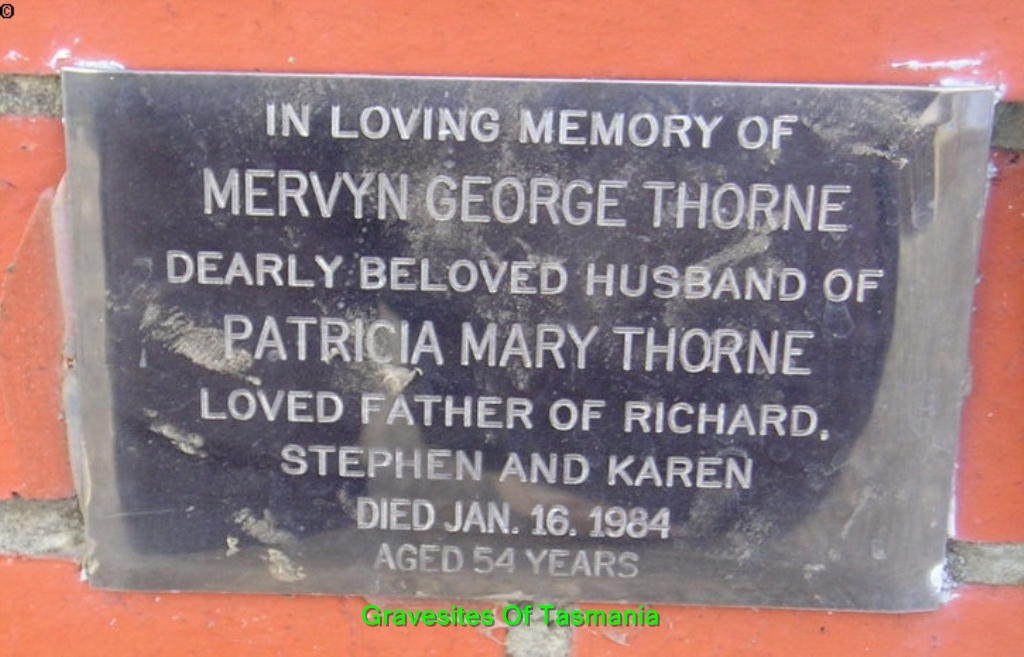 ©
IN LOVING MEMORY OF
MERVYN GEORGE THORNE
DEARLY BELOVED HUSBAND OF
PATRICIA MARY THORNE
LOVED FATHER OF RICHARD,
STEPHEN AND KAREN
DIED JAN. 16. 1984
AGED 54 YEARS
Gravesites Of Tasmania